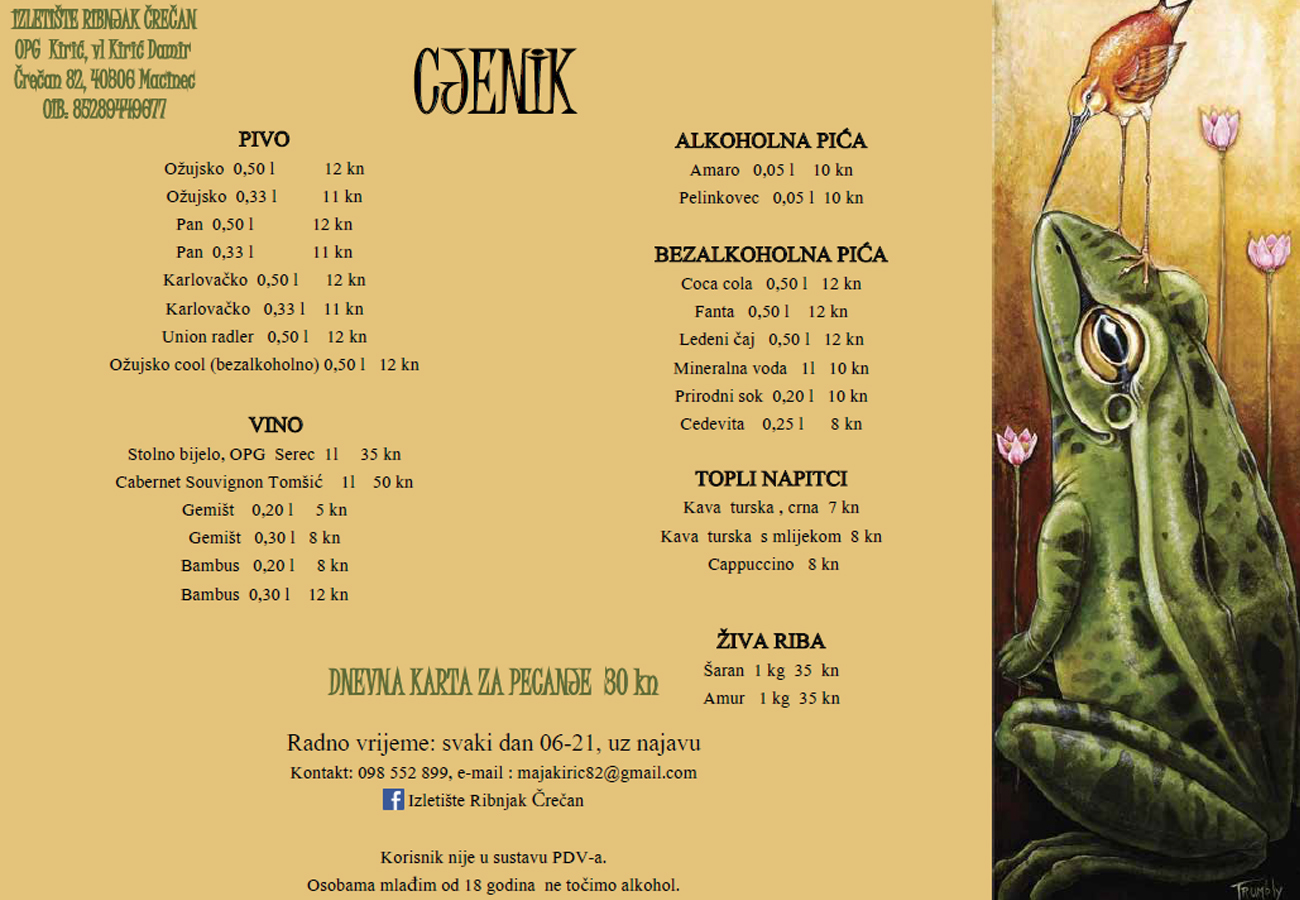 IZLETIŠTE RIBNJAK ČREČAN
OPG Kirić, vl Kirić Damir
Črečan 82, 40306 Macinec
OIB: 85289449677
CJENIK
PIVO
Ožujsko 0,50 l 12 kn
Ožujsko 0,33 l 11 kn
Pan 0,50 l 12 kn
Pan 0,33 l 11 kn
Karlovačko 0,50 l 12 kn
Karlovačko 0,33 l 11 kn
Union radler 0,50 l 12 kn
Ožujsko cool (bezalkoholno) 0,50 l 12 kn
VINO
Stolno bijelo, OPG Serec 1l 35 kn
Cabernet Souvignon Tomšić 1l 50 kn
Gemišt 0,20 l 5 kn
Gemišt 0,30 l 8 kn
Bambus 0,20 l 8 kn
Bambus 0,30 l 12 kn
ALKOHOLNA PIĆA
Amaro 0,05 l 10 kn
Pelinkovec 0,05 l 10 kn
BEZALKOHOLNA PIĆA
Coca cola 0,50 l 12 kn
Fanta 0,50 l 12 kn
Ledeni čaj 0,50 l 12 kn
Mineralna voda 1l 10 kn
Prirodni sok 0,20 l 10 kn
Cedevita 0,25 l 8 kn
TOPLI NAPITCI
Kava turska , crna 7 kn
Kava turska s mlijekom 8 kn
Cappuccino 8 kn
ŽIVA RIBA
Šaran 1 kg 35 kn
Amur 1 kg 35 kn
DNEVNA KARTA ZA PECANJE 30 kn
Radno vrijeme: svaki dan 06-21, uz najavu
Kontakt: 098 552 899, e-mail : majakiric82@gmail.com
f Izletište Ribnjak Črečan
Korisnik nije u sustavu PDV-a.
Osobama mlađim od 18 godina ne točimo alkohol.
TRUMBLY